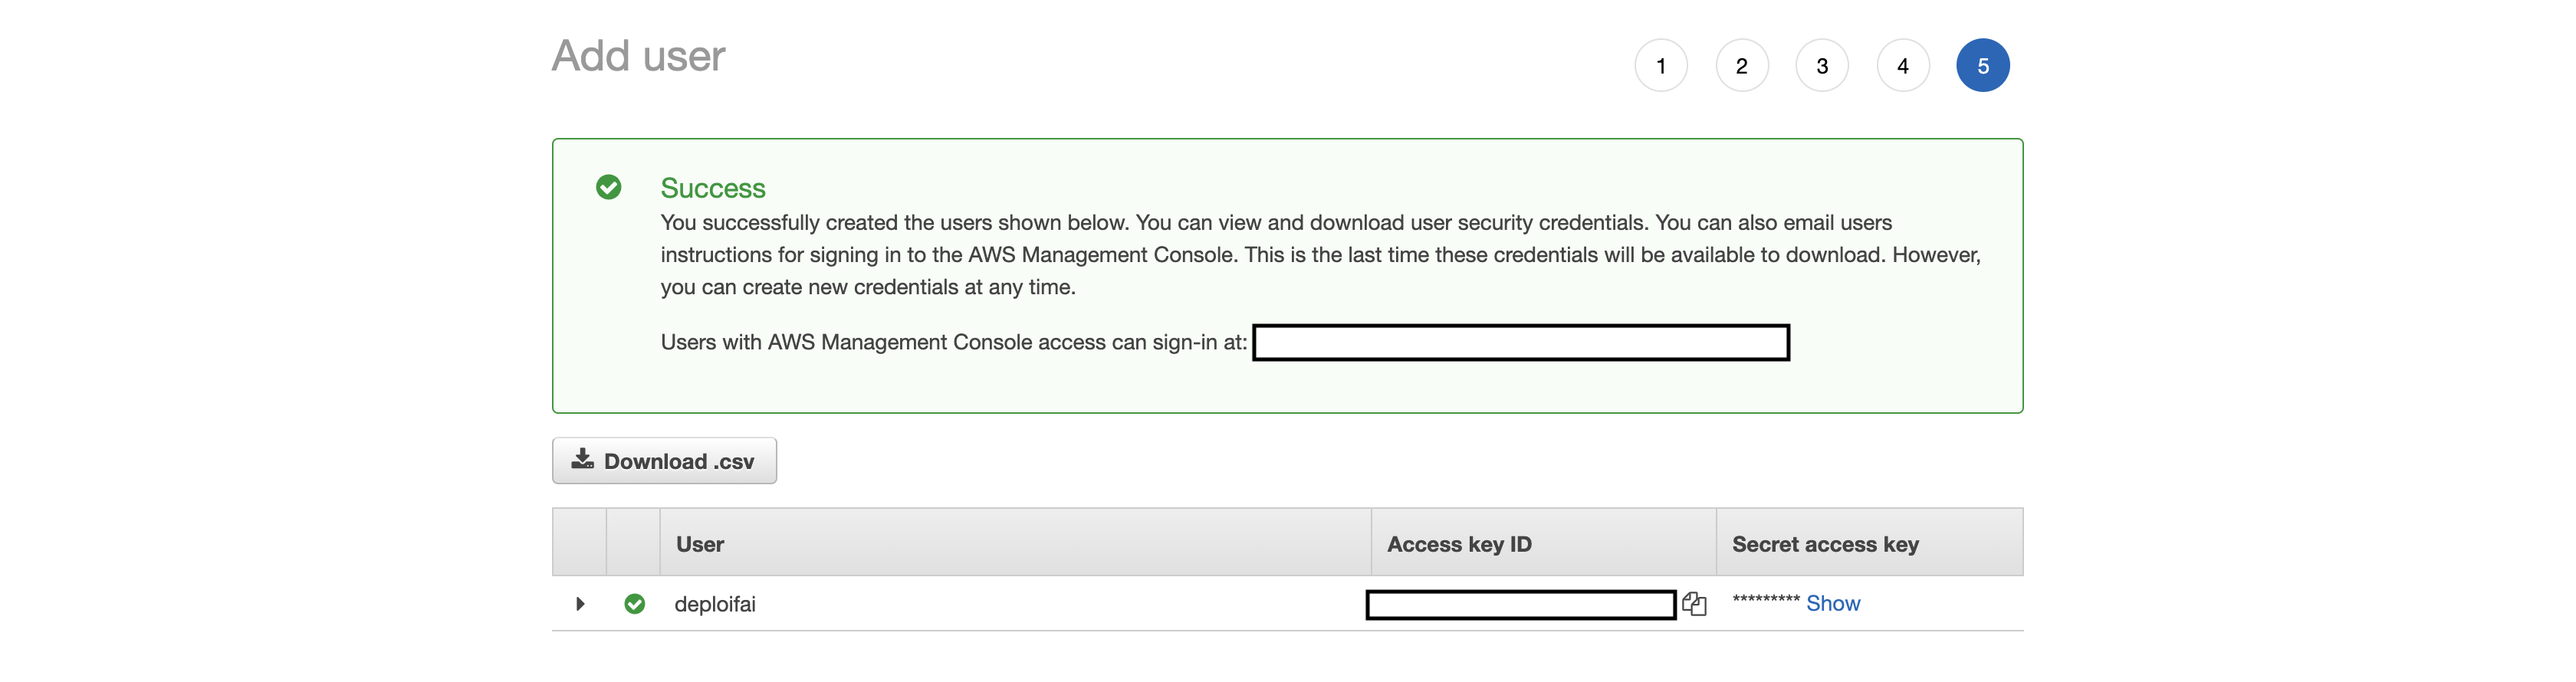 Add user
1 2 3 4 5
Success
You successfully created the users shown below. You can view and download user security credentials. You can also email users
instructions for signing in to the AWS Management Console. This is the last time these credentials will be available to download. However,
you can create new credentials at any time.
Users with AWS Management Console access can sign-in at:
Download .csv
User Access key ID Secret access key
deploifai ********* Show